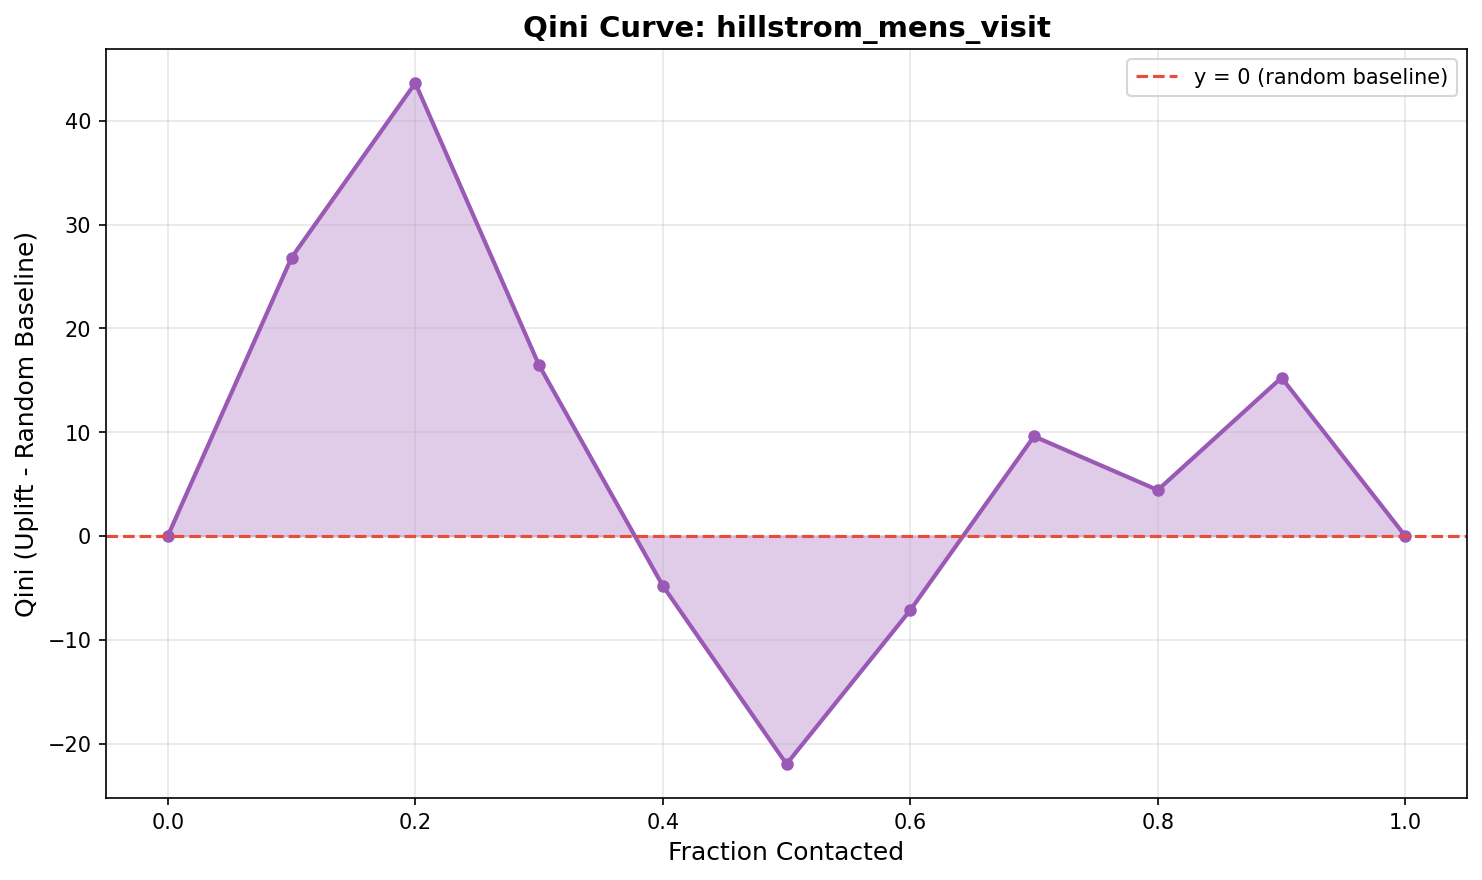 Qini Curve: hillstrom_mens_visit
y = 0 (random baseline)
Qini (Uplift - Random Baseline)
40
30
20
10
0
−10
−20
0.0 0.2 0.4 0.6 0.8 1.0
Fraction Contacted